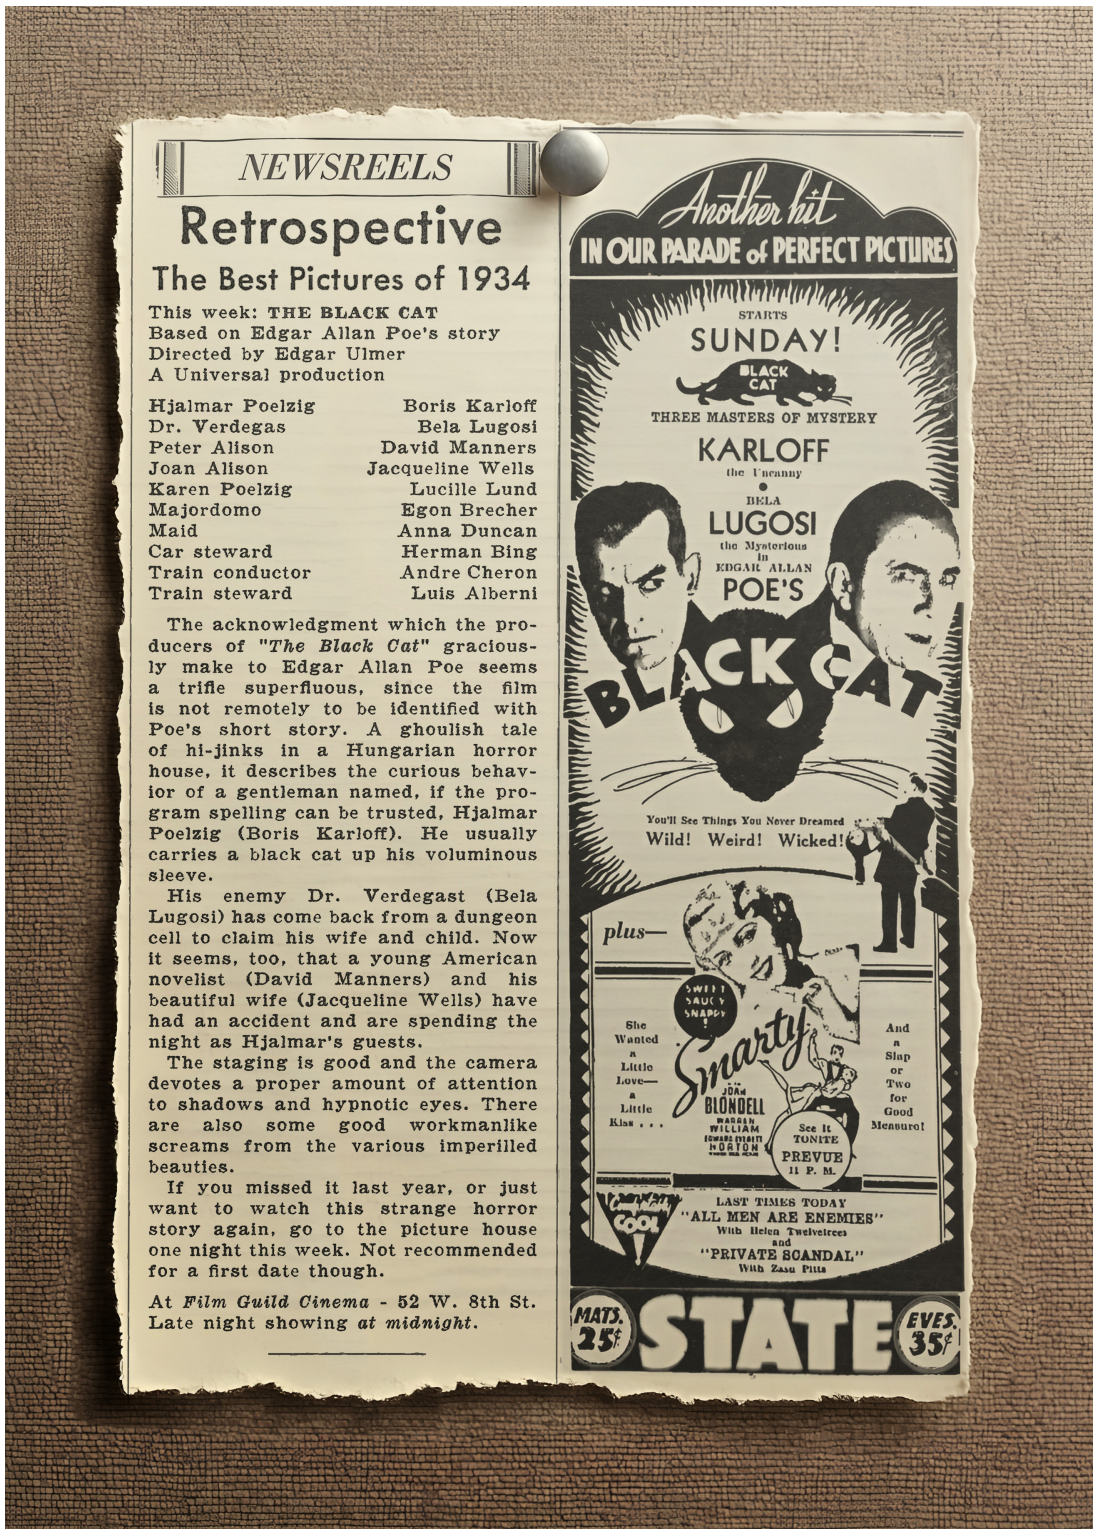 NEWSREELS
Retrospective
The Best Pictures of 1934
This week: THE BLACK CAT
Based on Edgar Allan Poe's story
Directed by Edgar Ulmer
A Universal production
Hjalmar Poelzig Boris Karloff
Dr. Verdegas Bela Lugosi
Peter Alison David Manners
Joan Alison Jacqueline Wells
Karen Poelzig Lucille Lund
Majordomo Egon Brecher
Maid Anna Duncan
Car steward Herman Bing
Train conductor Andre Cheron
Train steward Luis Alberni
The acknowledgment which the pro-
ducers of "The Black Cat" gracious-
ly make to Edgar Allan Poe seems
a trifle superfluous, since the film
is not remotely to be identified with
Poe's short story. A ghoulish tale
of hi-jinks in a Hungarian horror
house, it describes the curious behav-
ior of a gentleman named, if the pro-
gram spelling can be trusted, Hjalmar
Poelzig (Boris Karloff). He usually
carries a black cat up his voluminous
sleeve.
His enemy Dr. Verdegast (Bela
Lugosi) has come back from a dungeon
cell to claim his wife and child. Now
it seems, too, that a young American
novelist (David Manners) and his
beautiful wife (Jacqueline Wells) have
had an accident and are spending the
night as Hjalmar's guests.
The staging is good and the camera
devotes a proper amount of attention
to shadows and hypnotic eyes. There
are also some good workmanlike
screams from the various imperilled
beauties.
If you missed it last year, or just
want to watch this strange horror
story again, go to the picture house
one night this week. Not recommended
for a first date though.
At Film Guild Cinema - 52 W. 8th St.
Late night showing at midnight.
Another hit
IN OUR PARADE of PERFECT PICTURES
STARTS
SUNDAY!
BLACK
CAT
THREE MASTERS OF MYSTERY
KARLOFF
the Uncanny
BELA
LUGOSI
the Mysterious
in
EDGAR ALLAN
POE'S
BLACK CAT
You'll See Things You Never Dreamed
Wild! Weird! Wicked!
plus—
SWEET
SAUCY
SNAPPY
!
Smarty
She
Wanted
a
Little
Love—
a
Little
Kiss . . .
And
a
Slap
or
Two
for
Good
Measure!
JOAN
BLONDELL
WARREN
WILLIAM
EDWARD EVERETT
HORTON
See It
TONITE
PREVUE
11 P. M.
COOL
LAST TIMES TODAY
"ALL MEN ARE ENEMIES"
With Helen Twelvetrees
and
"PRIVATE SCANDAL"
With Zasu Pitts
MATS.
25¢
STATE
EVES.
35¢